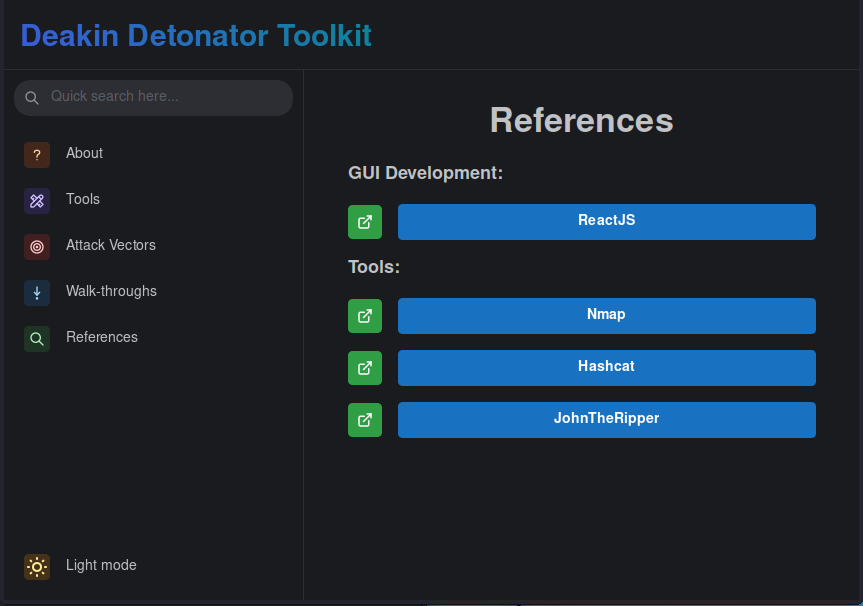 Deakin Detonator Toolkit
Quick search here...
? About
Tools
Attack Vectors
Walk-throughs
References
Light mode
References
GUI Development:
ReactJS
Tools:
Nmap
Hashcat
JohnTheRipper